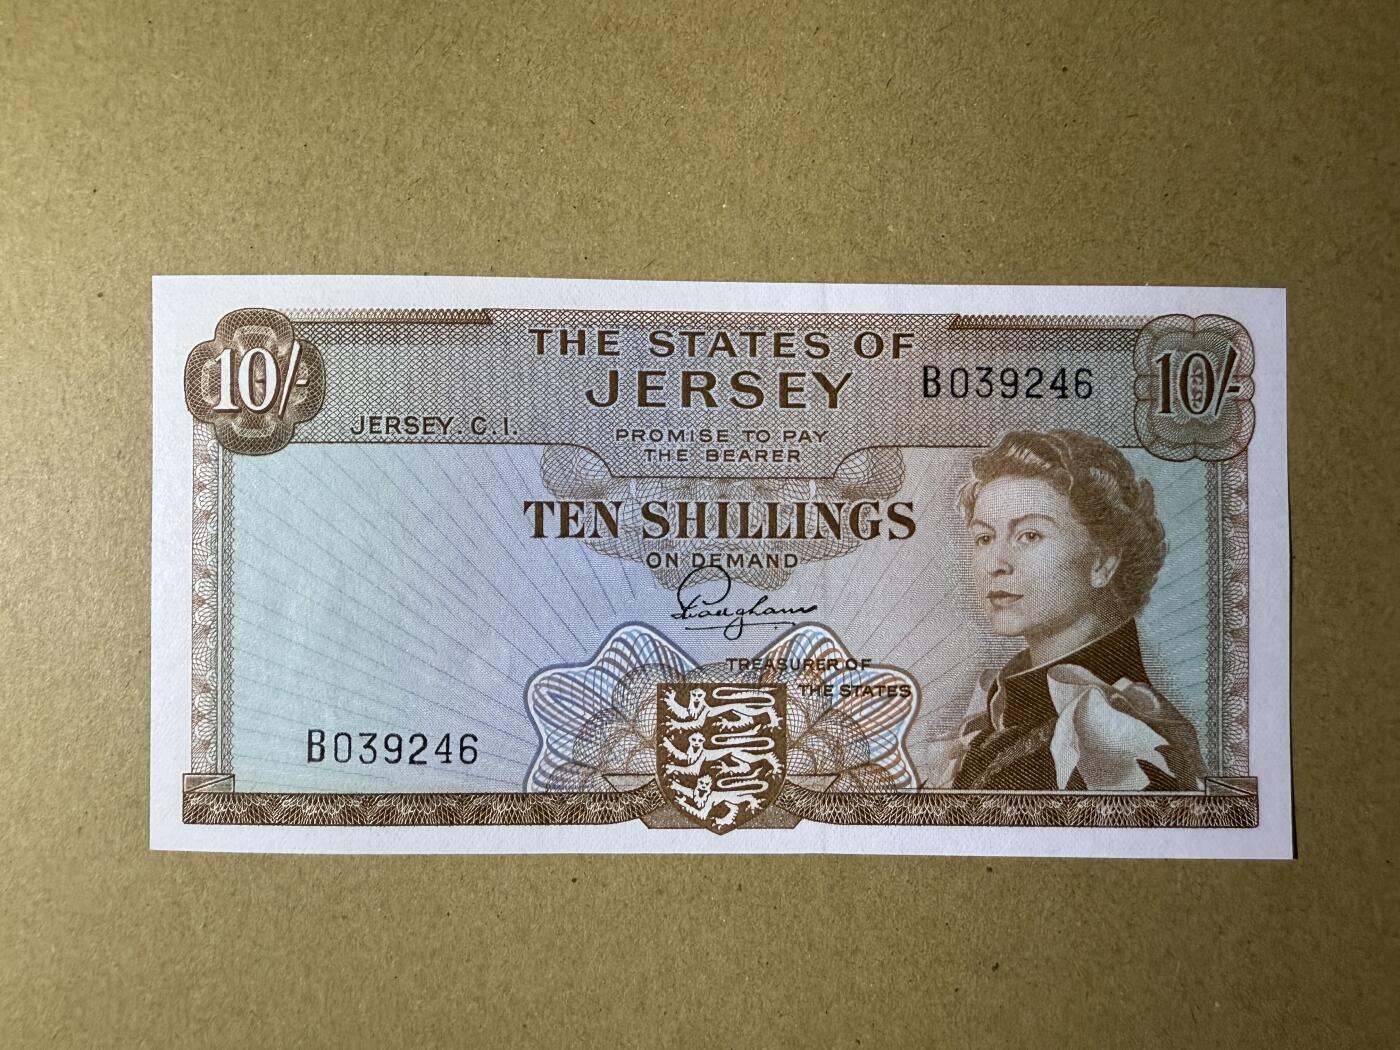 THE STATES OF
JERSEY
B039246
10/-
10/-
JERSEY. C.I.
PROMISE TO PAY
THE BEARER
TEN SHILLINGS
ON DEMAND
TREASURER OF
THE STATES
B039246